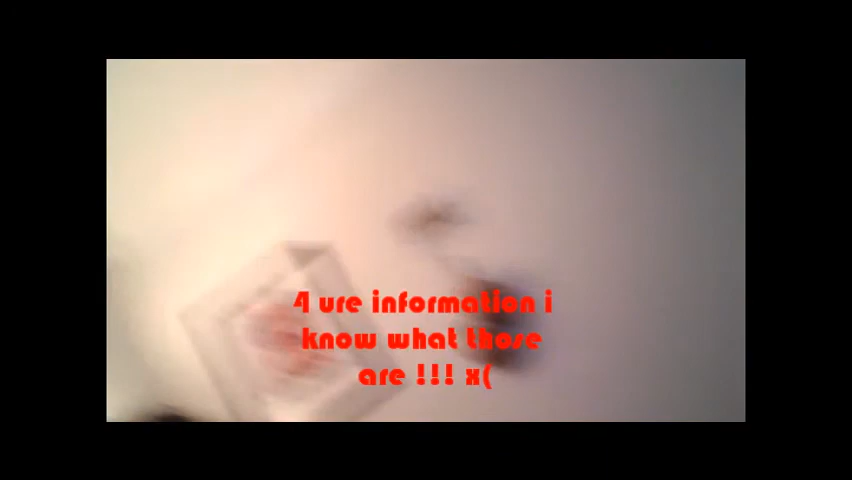 4 ure information i
know what those
are !!! x(